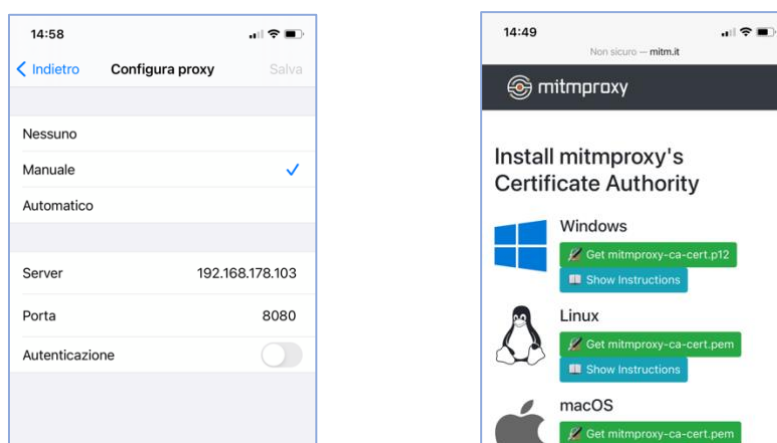 14:58
Indietro
Configura proxy
Salva
Nessuno
Manuale
Automatico
Server 192.168.178.103
Porta 8080
Autenticazione
14:49
Non sicuro — mitm.it
mitmproxy
Install mitmproxy's
Certificate Authority
Windows
Get mitmproxy-ca-cert.p12
Show Instructions
Linux
Get mitmproxy-ca-cert.pem
Show Instructions
macOS
Get mitmproxy-ca-cert.pem